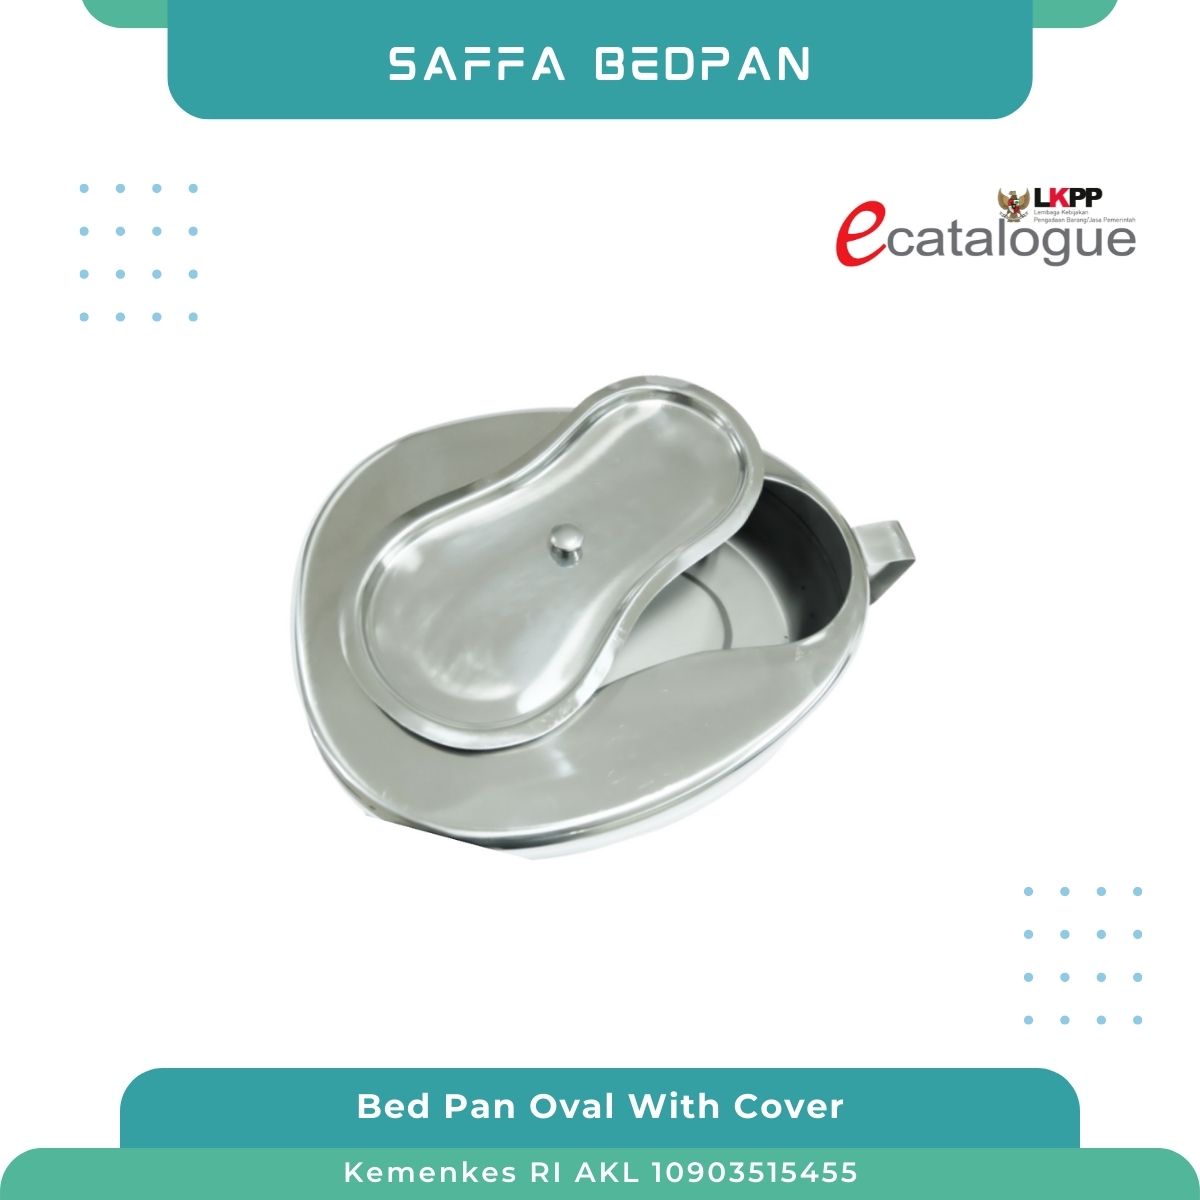 SAFFA BEDPAN
LKPP
Lembaga Kebijakan
Pengadaan Barang/Jasa Pemerintah
ecatalogue
Bed Pan Oval With Cover
Kemenkes RI AKL 10903515455